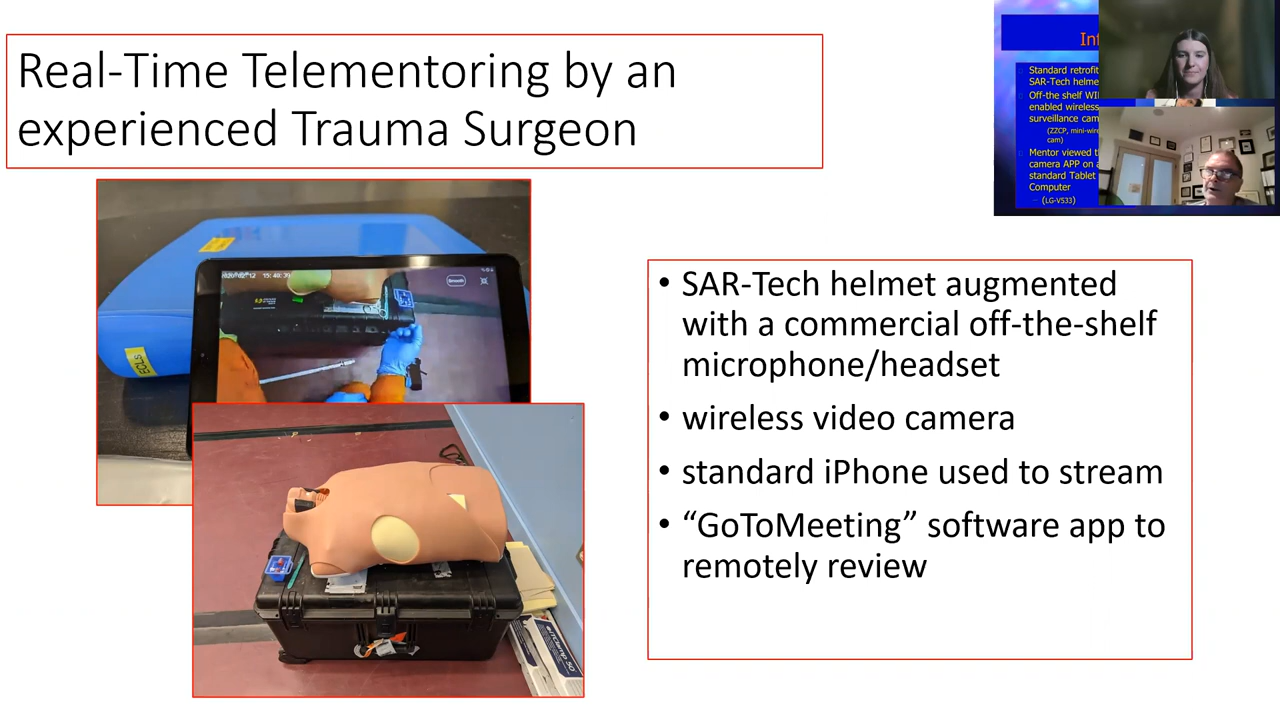 Real-Time Telementoring by an
experienced Trauma Surgeon
Standard retrofit
SAR-Tech helme
Off-the shelf WI
enabled wireless
surveillance cam
(ZZCP, mini-wire
cam)
Mentor viewed t
camera APP on a
standard Tablet
Computer
– (LG-V533)
ECLS
Smooth
• SAR-Tech helmet augmented
with a commercial off-the-shelf
microphone/headset
• wireless video camera
• standard iPhone used to stream
• “GoToMeeting” software app to
remotely review